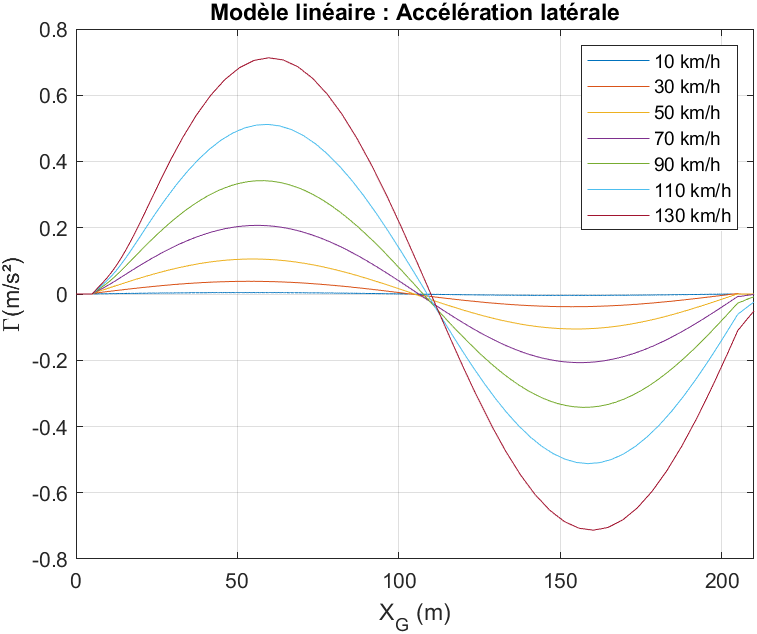 Modèle linéaire : Accélération latérale
10 km/h
30 km/h
50 km/h
70 km/h
90 km/h
110 km/h
130 km/h
0.8
0.6
0.4
0.2
0
-0.2
-0.4
-0.6
-0.8
Γ(m/s²)
0
50
100
150
200
X_G (m)